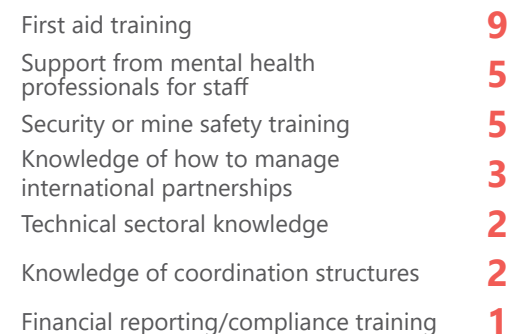 First aid training 9
Support from mental health
professionals for staff 5
Security or mine safety training 5
Knowledge of how to manage
international partnerships 3
Technical sectoral knowledge 2
Knowledge of coordination structures 2
Financial reporting/compliance training 1